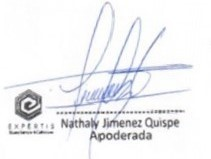 EXPERTIS
Nathaly Jimenez Quispe
Apoderada